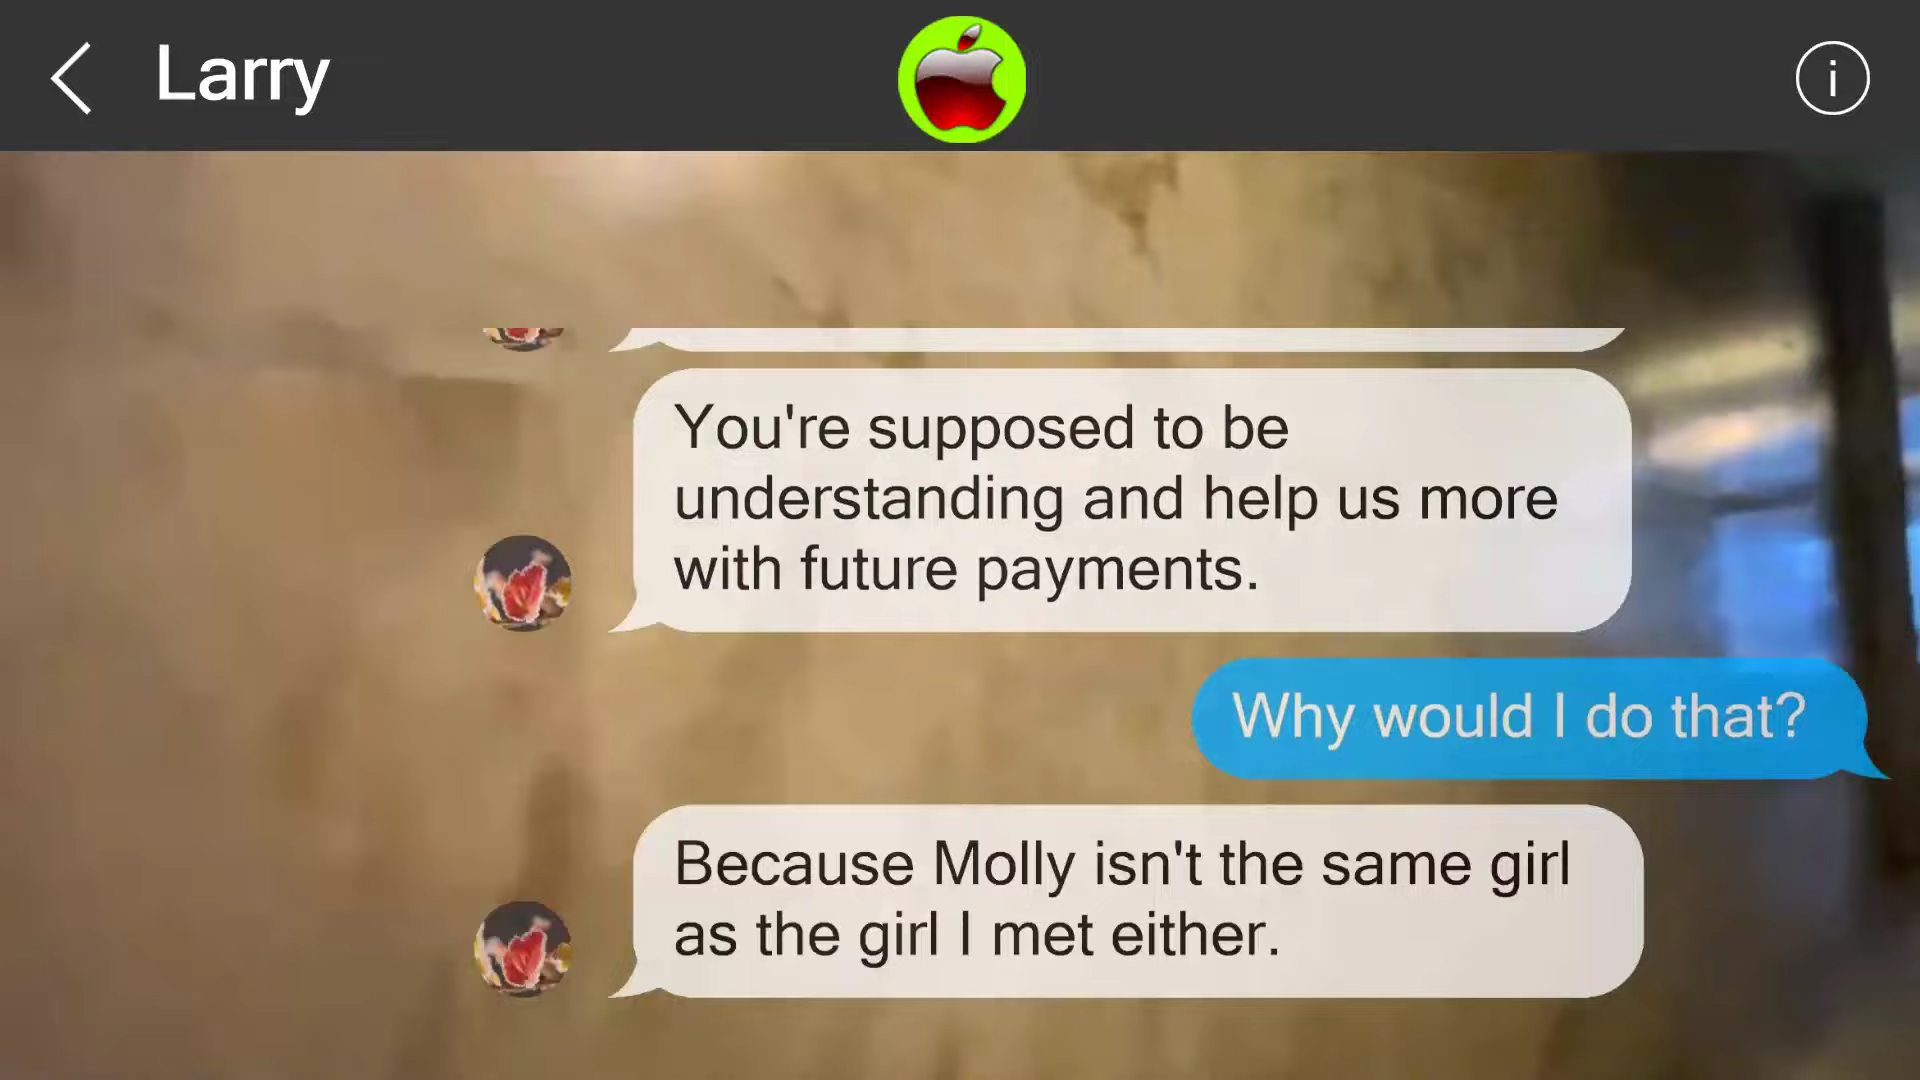 Larry
You're supposed to be
understanding and help us more
with future payments.
Why would I do that?
Because Molly isn't the same girl
as the girl I met either.